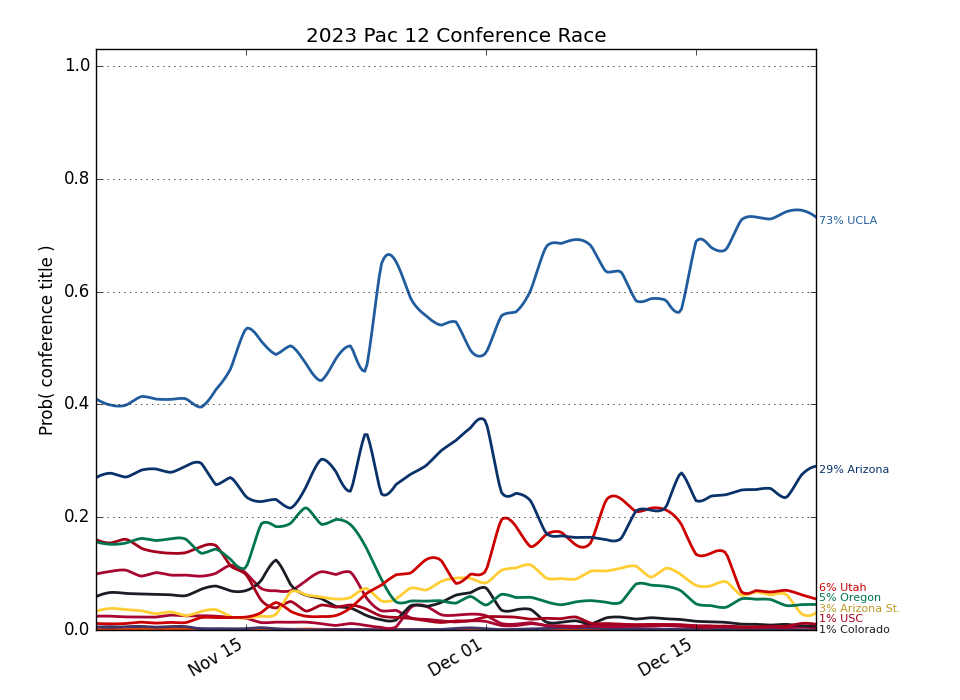 2023 Pac 12 Conference Race
Prob( conference title )
1.0
0.8
0.6
0.4
0.2
0.0
Nov 15
Dec 01
Dec 15
73% UCLA
29% Arizona
6% Utah
5% Oregon
3% Arizona St.
1% USC
1% Colorado